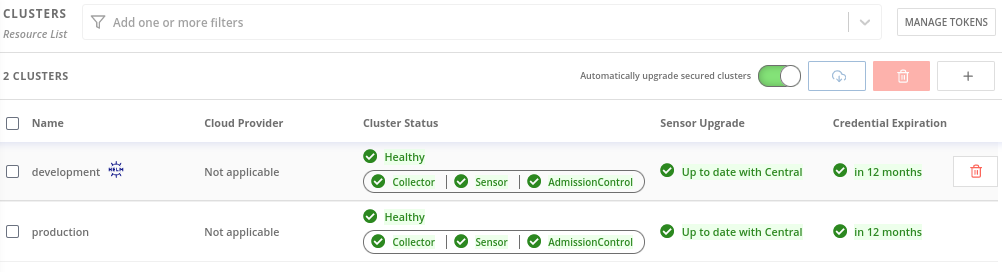 CLUSTERS
Resource List
Add one or more filters
MANAGE TOKENS
2 CLUSTERS
Automatically upgrade secured clusters
Name Cloud Provider Cluster Status Sensor Upgrade Credential Expiration
Healthy
development HELM Not applicable Collector Sensor AdmissionControl Up to date with Central in 12 months
Healthy
production Not applicable Collector Sensor AdmissionControl Up to date with Central in 12 months